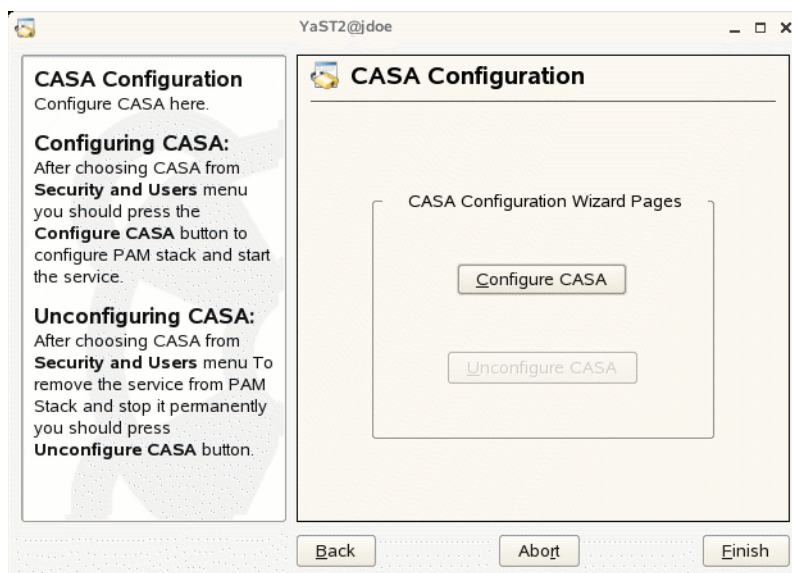 YaST2@jdoe
CASA Configuration
Configure CASA here.
Configuring CASA:
After choosing CASA from
Security and Users menu
you should press the
Configure CASA button to
configure PAM stack and start
the service.
Unconfiguring CASA:
After choosing CASA from
Security and Users menu To
remove the service from PAM
Stack and stop it permanently
you should press
Unconfigure CASA button.
CASA Configuration
CASA Configuration Wizard Pages
Configure CASA
Unconfigure CASA
Back
Abort
Finish